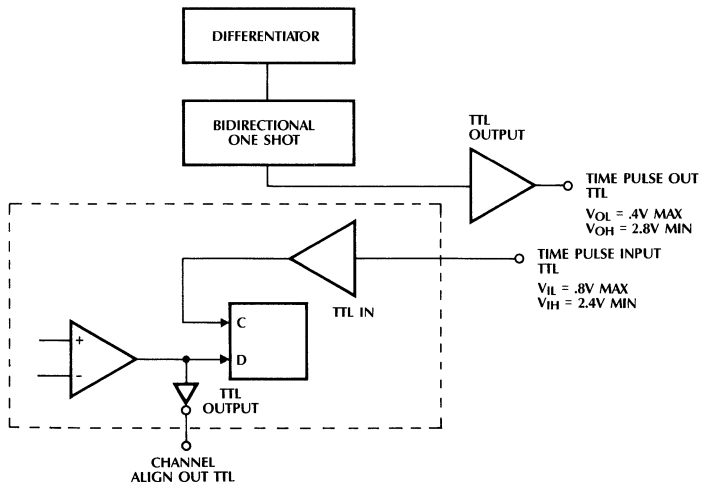 DIFFERENTIATOR
BIDIRECTIONAL
ONE SHOT
TTL
OUTPUT
TIME PULSE OUT
TTL
VOL = .4V MAX
VOH = 2.8V MIN
TIME PULSE INPUT
TTL
VIL = .8V MAX
VIH = 2.4V MIN
TTL IN
C
D
+
−
TTL
OUTPUT
CHANNEL
ALIGN OUT TTL